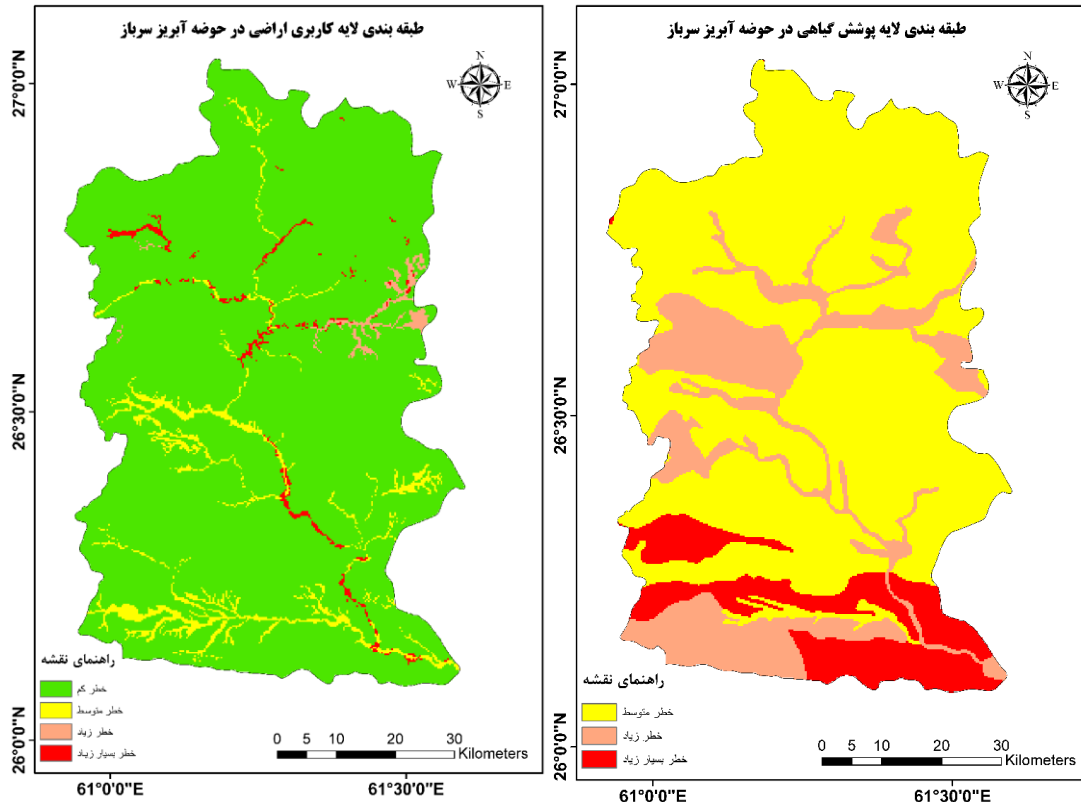 طبقه بندی لایه کاربری اراضی در حوضه آبریز سرباز
N
W E
S
27°0'0"N
26°30'0"N
26°0'0"N
راهنمای نقشه
خطر کم
خطر متوسط
خطر زیاد
خطر بسیار زیاد
0 5 10 20 30
Kilometers
61°0'0"E 61°30'0"E
طبقه بندی لایه پوشش گیاهی در حوضه آبریز سرباز
N
W E
S
27°0'0"N
26°30'0"N
26°0'0"N
راهنمای نقشه
خطر متوسط
خطر زیاد
خطر بسیار زیاد
0 5 10 20 30
Kilometers
61°0'0"E 61°30'0"E